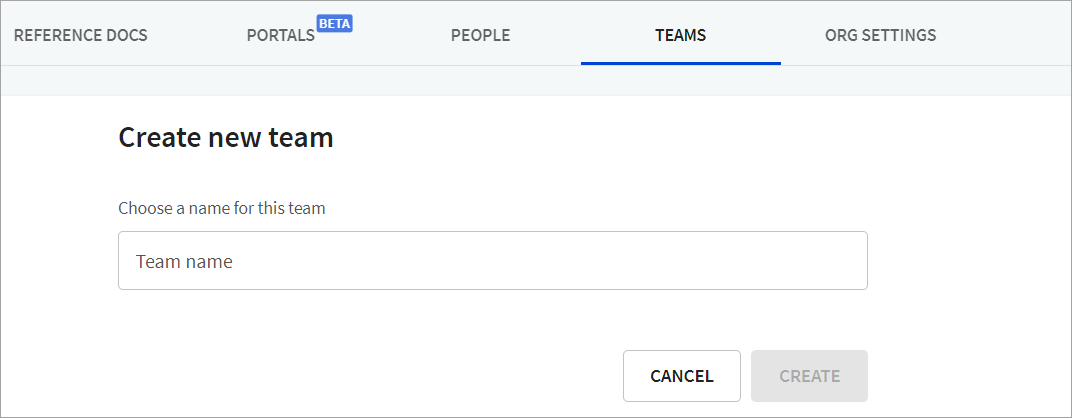 REFERENCE DOCS PORTALS BETA PEOPLE TEAMS ORG SETTINGS
Create new team
Choose a name for this team
Team name
CANCEL CREATE